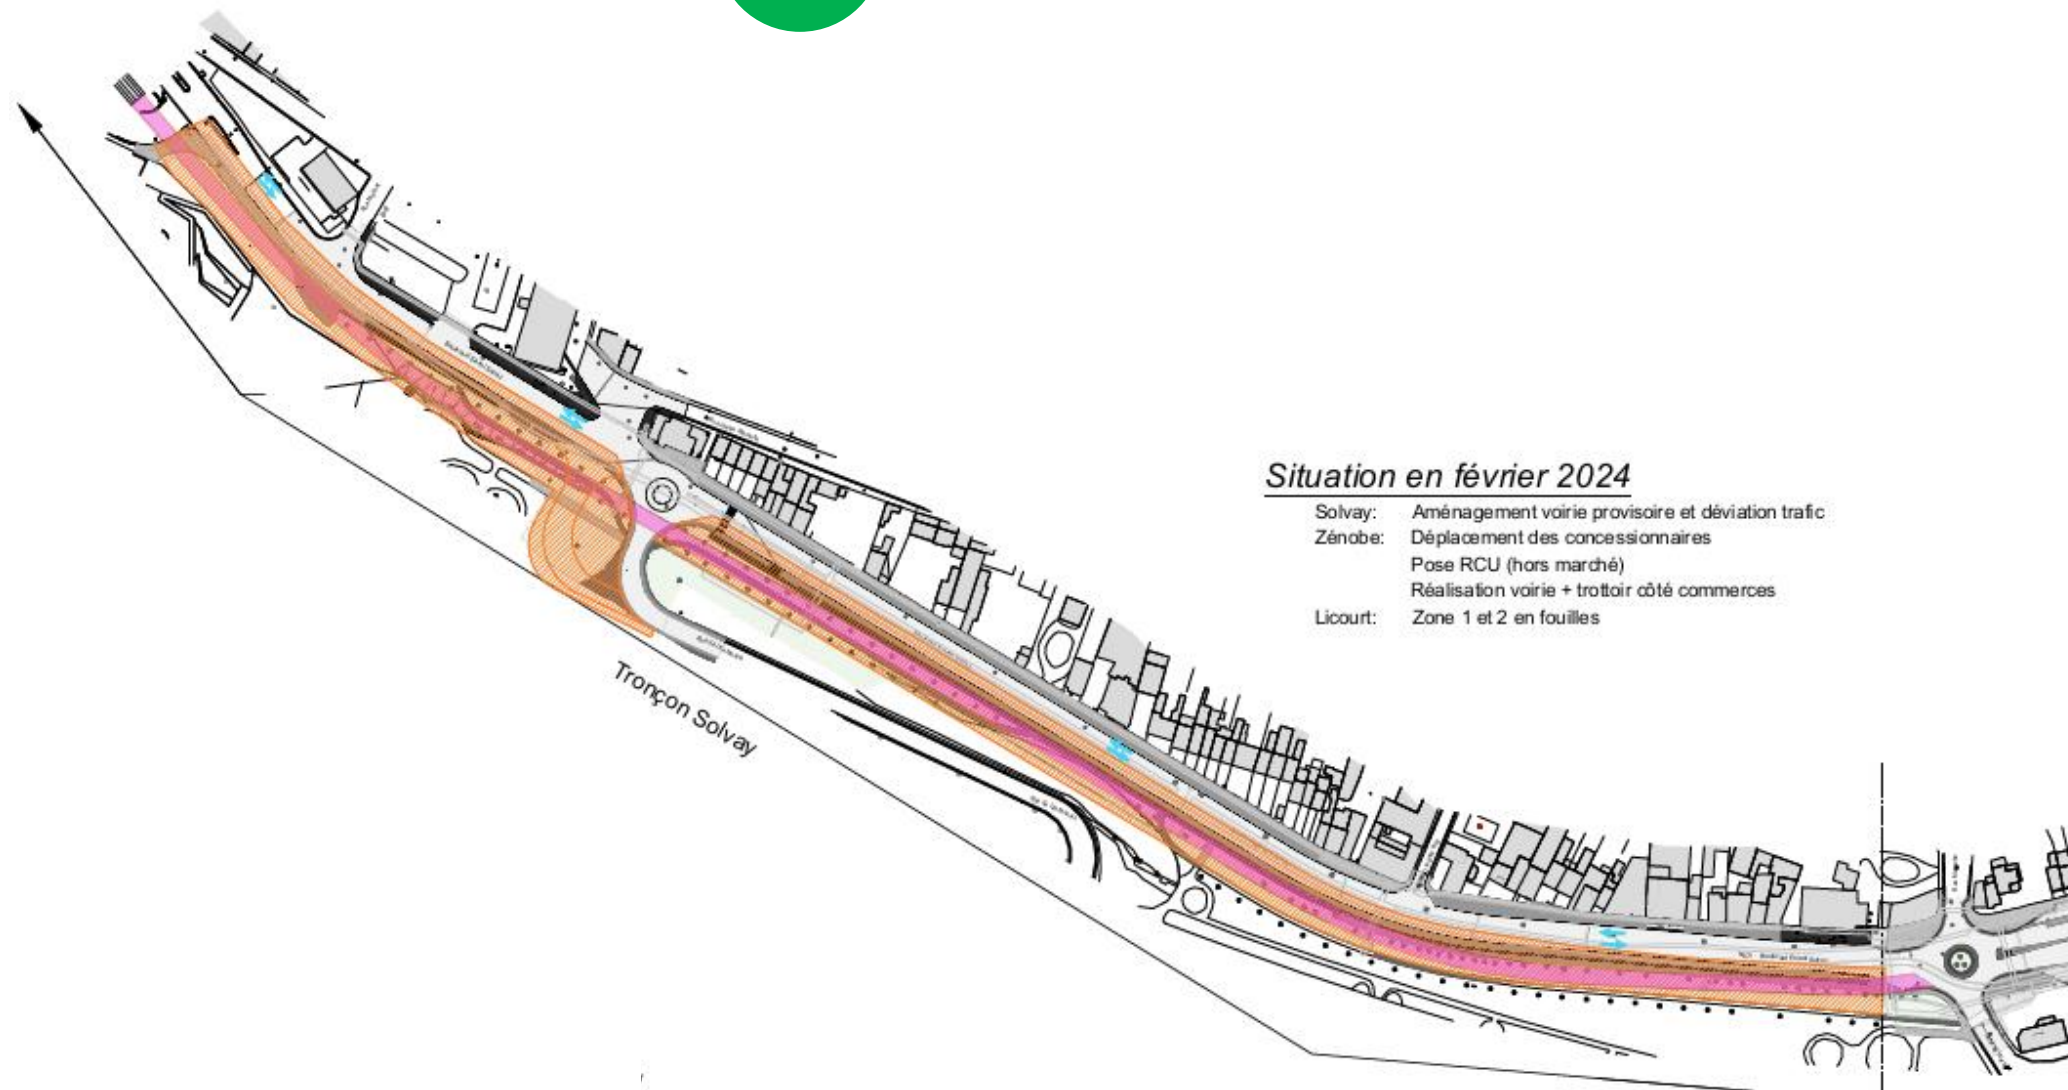 Situation en février 2024
Solvay: Aménagement voirie provisoire et déviation trafic
Zénobe: Déplacement des concessionnaires
Pose RCU (hors marché)
Réalisation voirie + trottoir côté commerces
Licourt: Zone 1 et 2 en fouilles
Tronçon Solvay